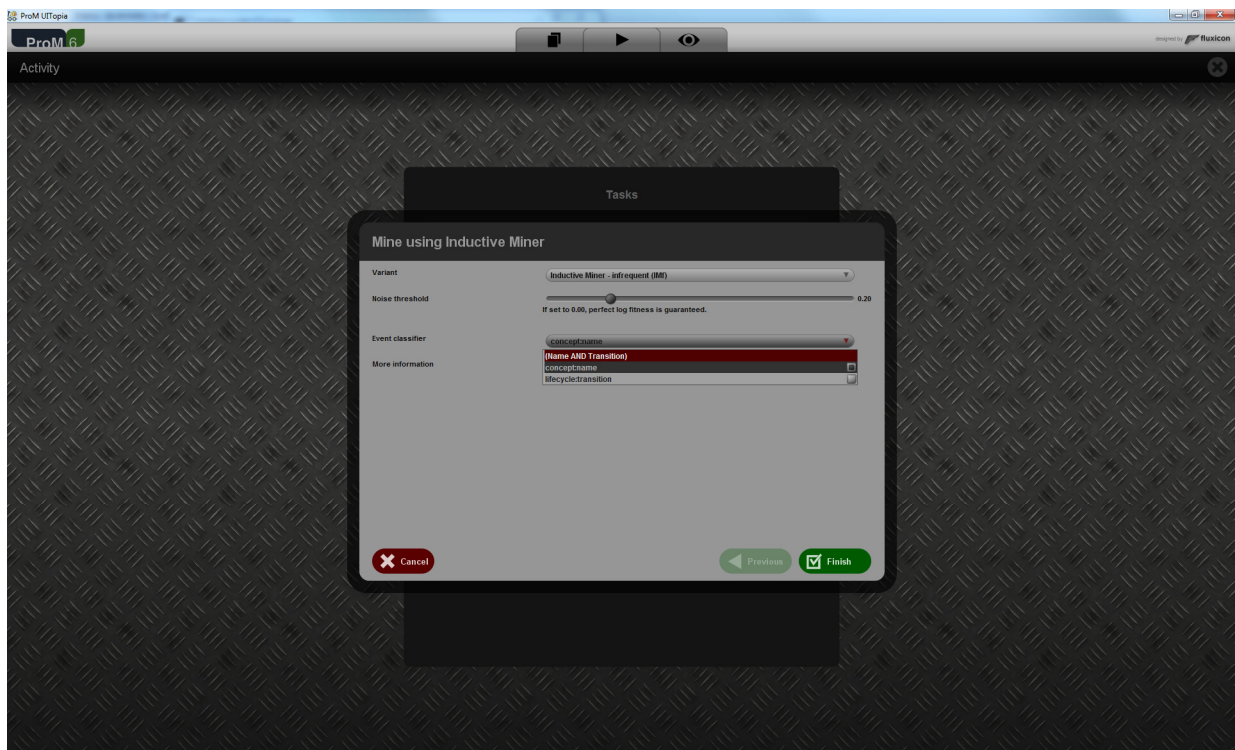 ProM UITopia
ProM 6
designed by fluxicon
Activity
Tasks
Mine using Inductive Miner
Variant
Inductive Miner - infrequent (IMf)
Noise threshold
0.20
If set to 0.00, perfect log fitness is guaranteed.
Event classifier
concept:name
(Name AND Transition)
More information
concept:name
lifecycle:transition
Cancel
Previous
Finish